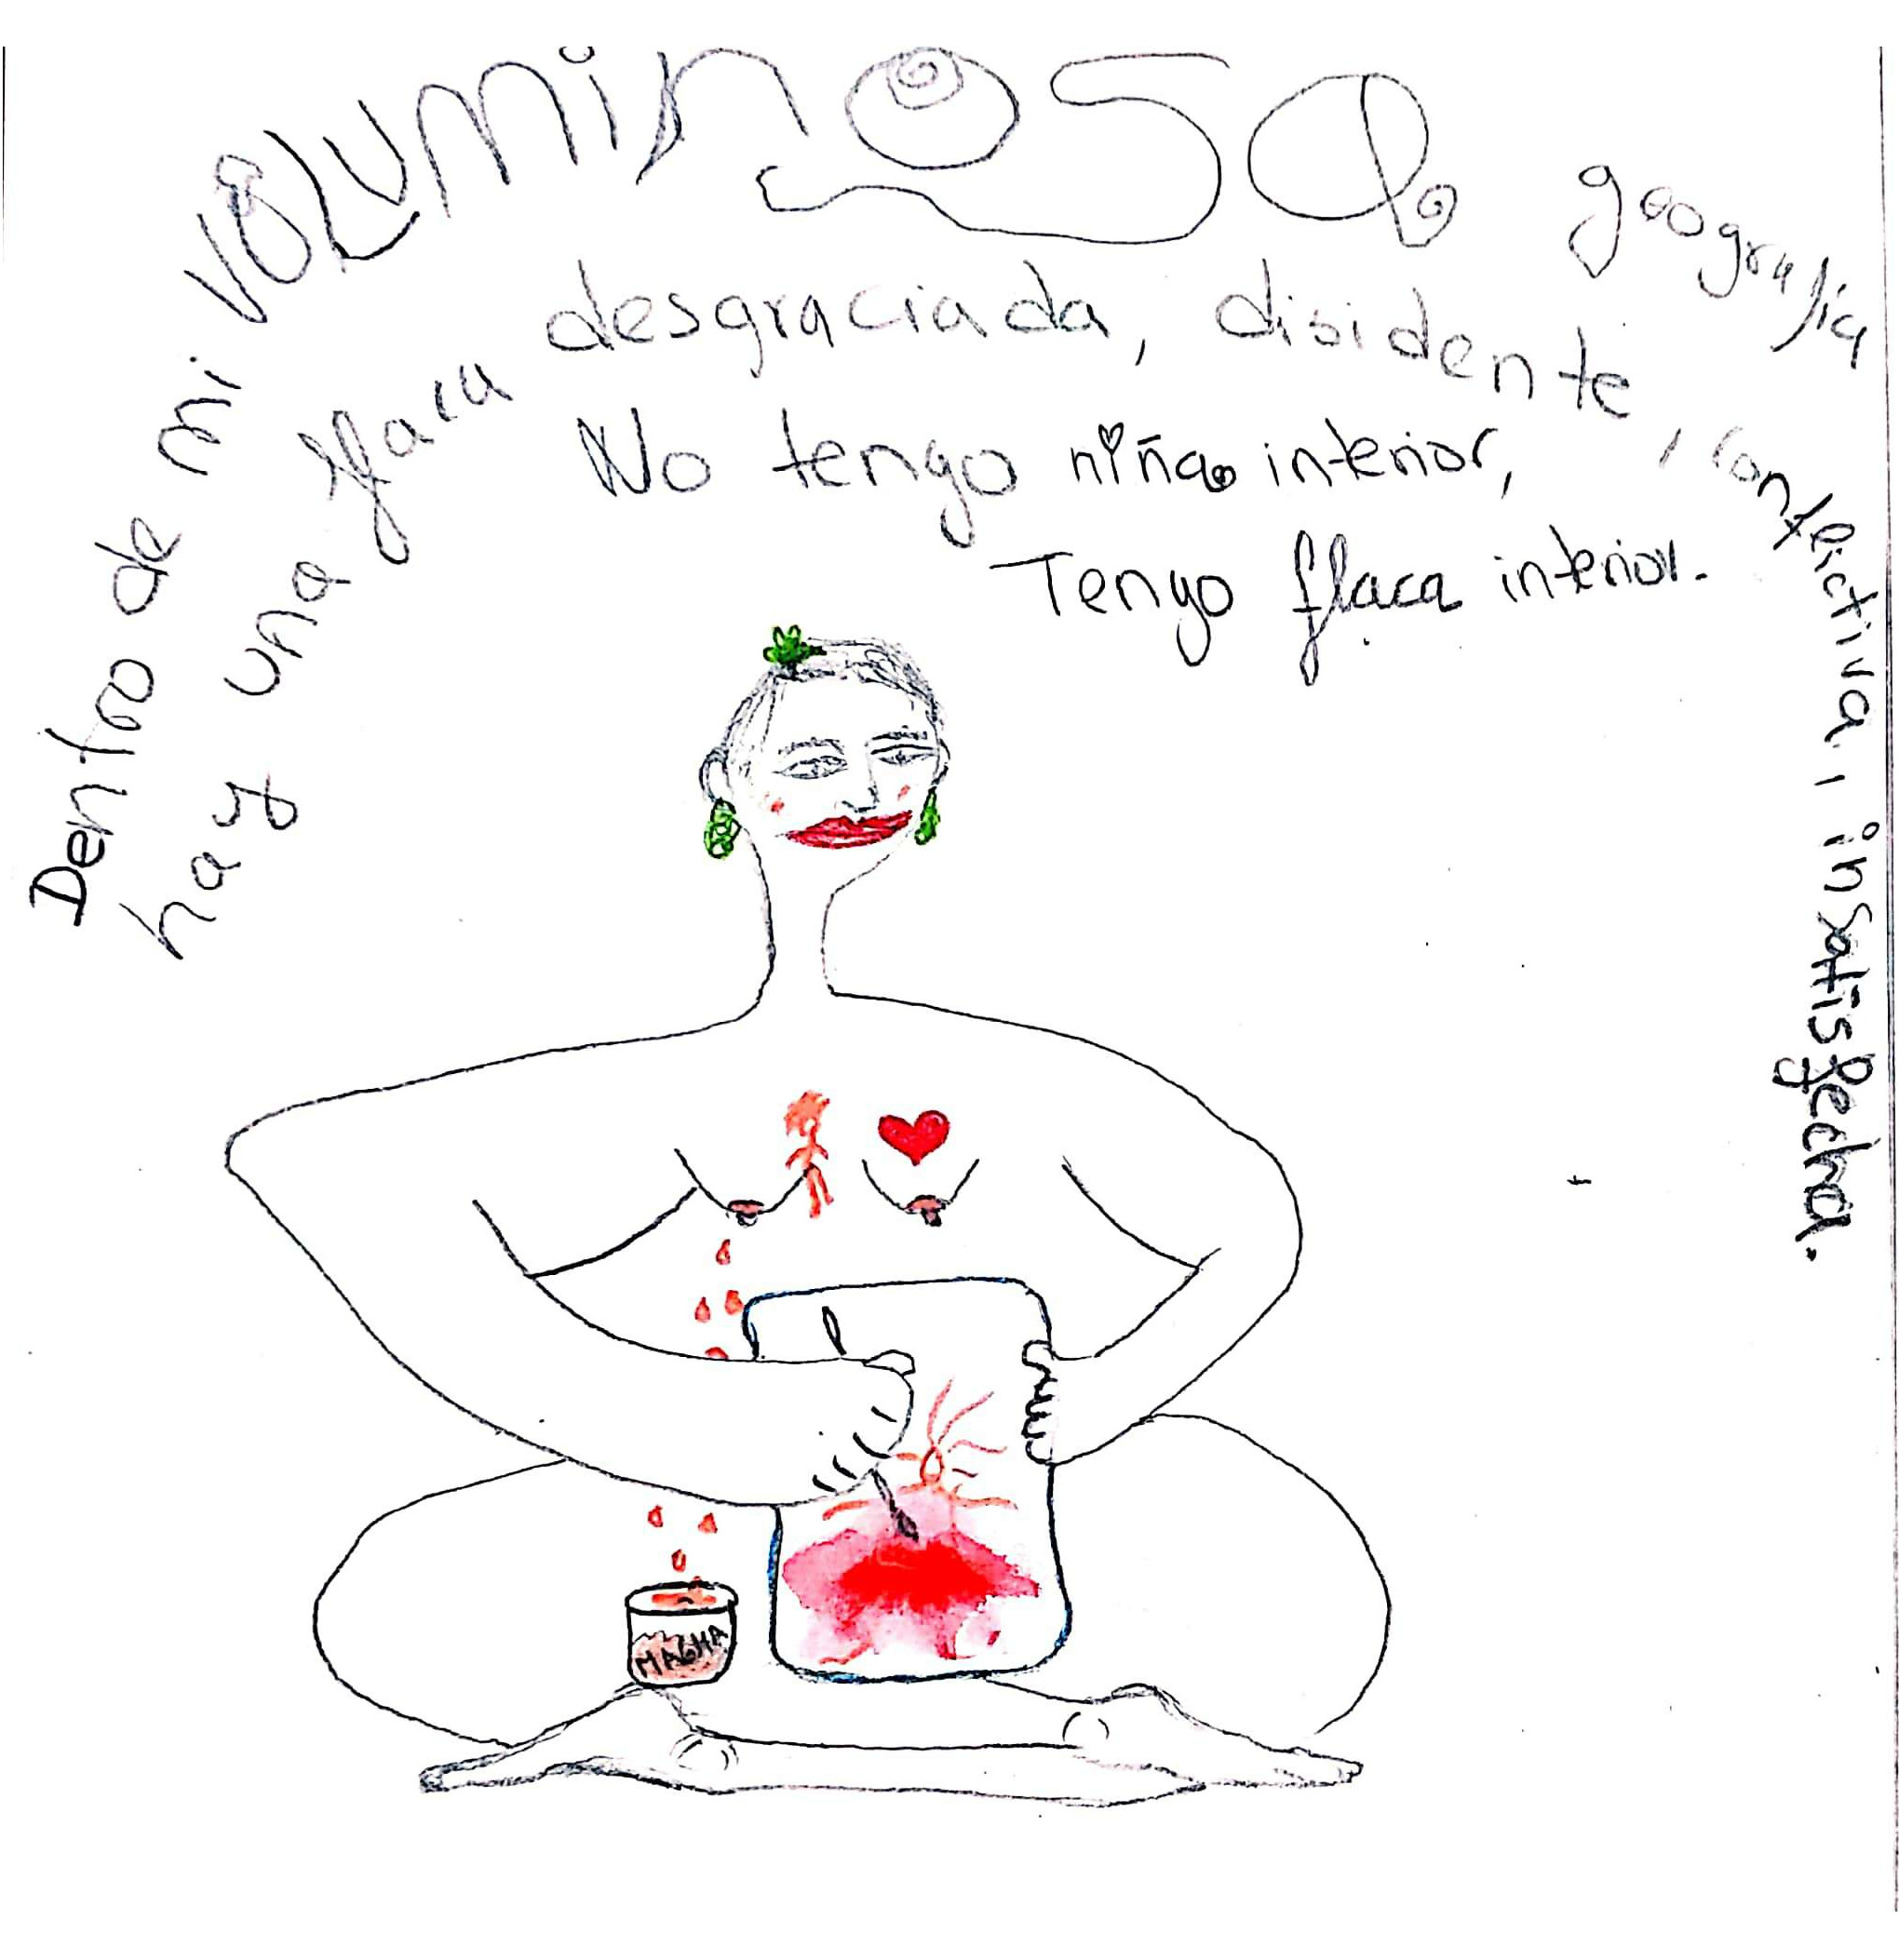 Dentro de mi VOLUMiNOSa geografía
hay una flaca desgraciada, disidente, conflictiva, insatisfecha.
No tengo niña interior,
Tengo flaca interior.
MAGMA